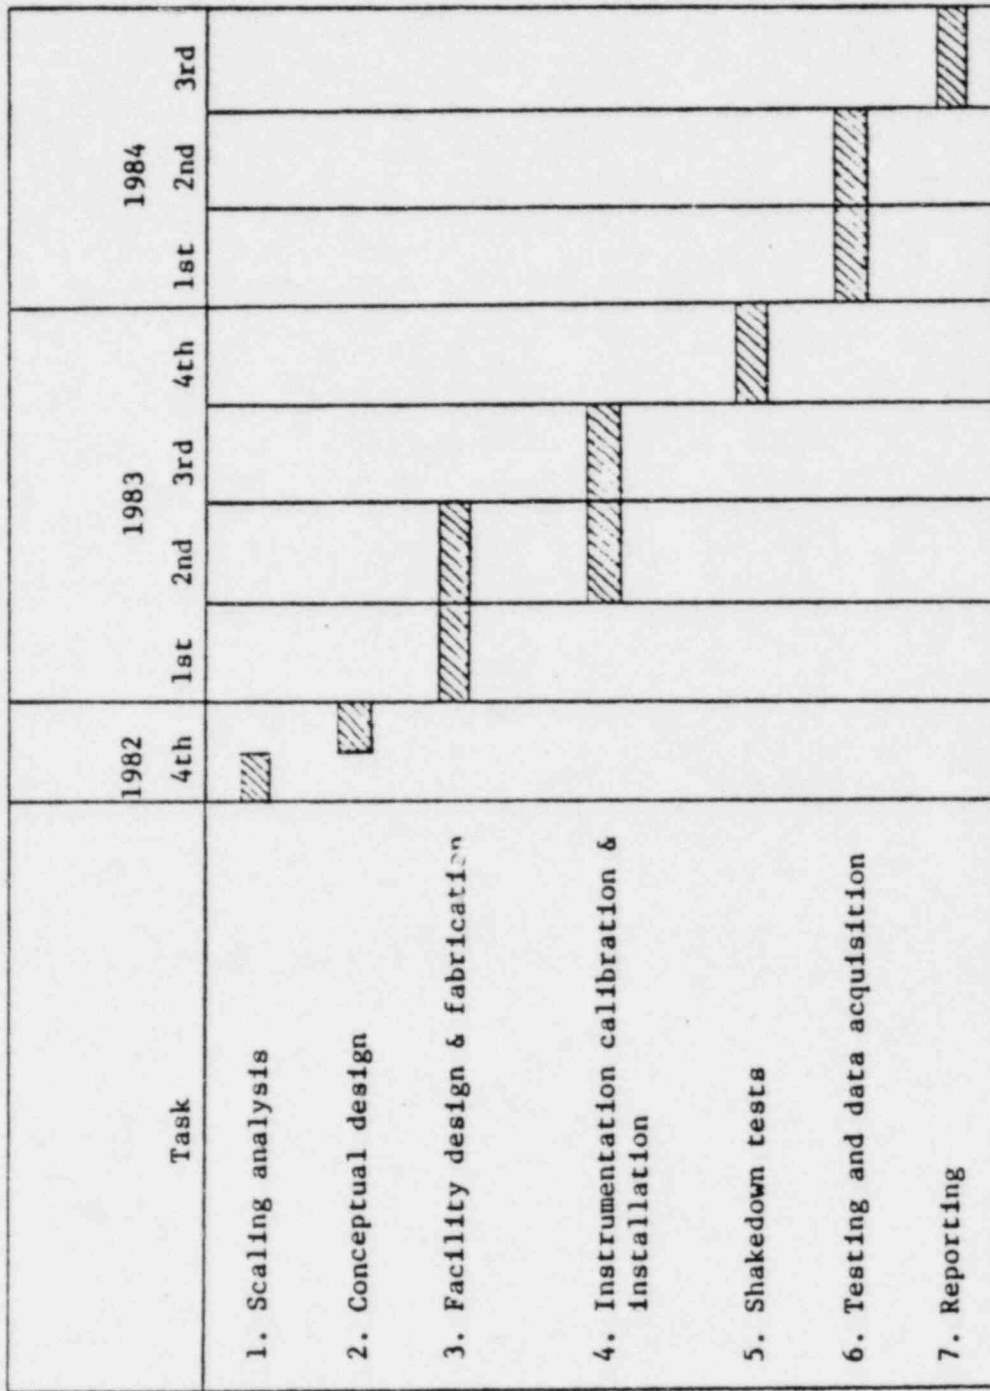 1982 1983 1984
Task 4th 1st 2nd 3rd 4th 1st 2nd 3rd
1. Scaling analysis
2. Conceptual design
3. Facility design & fabrication
4. Instrumentation calibration &
installation
5. Shakedown tests
6. Testing and data acquisition
7. Reporting